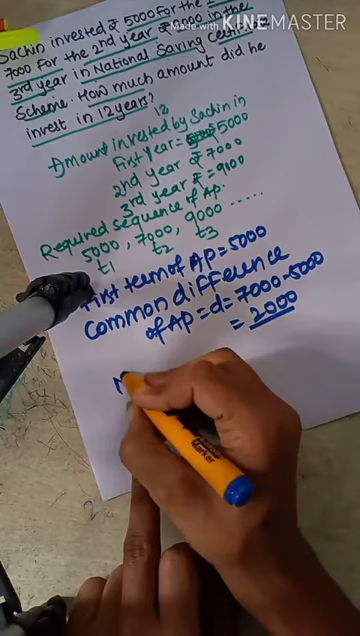 Made with KINEMASTER
Sachin invested ₹ 5000 For the
7000 For the 2nd year ₹ in the
3rd year in National Saving Certifi
Scheme. How much amount did he
invest in 12 years?
12
Amount invested by Sachin in
First Year = 5000
2nd year ₹ 7000
3rd year ₹ = 9100
Required sequence of Ap.
5000, 7000, 9000 .....
t1 t2 t3
First term of AP = 5000
Common difference
of AP = d = 7000-5000
= 2000
Marker